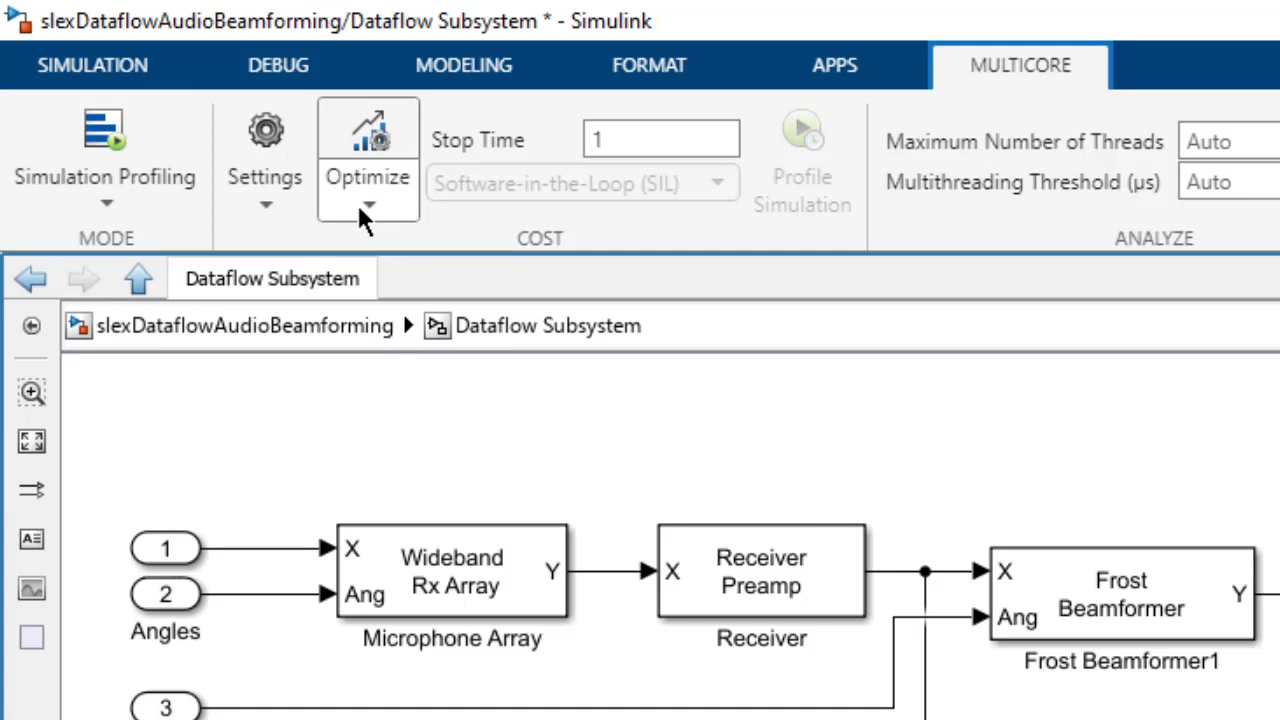 slexDataflowAudioBeamforming/Dataflow Subsystem * - Simulink
SIMULATION DEBUG MODELING FORMAT APPS MULTICORE
Simulation Profiling
MODE
Settings
Optimize
Stop Time 1
Software-in-the-Loop (SIL)
Profile
Simulation
COST
Maximum Number of Threads Auto
Multithreading Threshold (µs) Auto
ANALYZE
Dataflow Subsystem
slexDataflowAudioBeamforming Dataflow Subsystem
1
2
Angles
X
Ang
Wideband
Rx Array
Y
Microphone Array
X
Receiver
Preamp
Receiver
X
Ang
Frost
Beamformer
Y
Frost Beamformer1
3